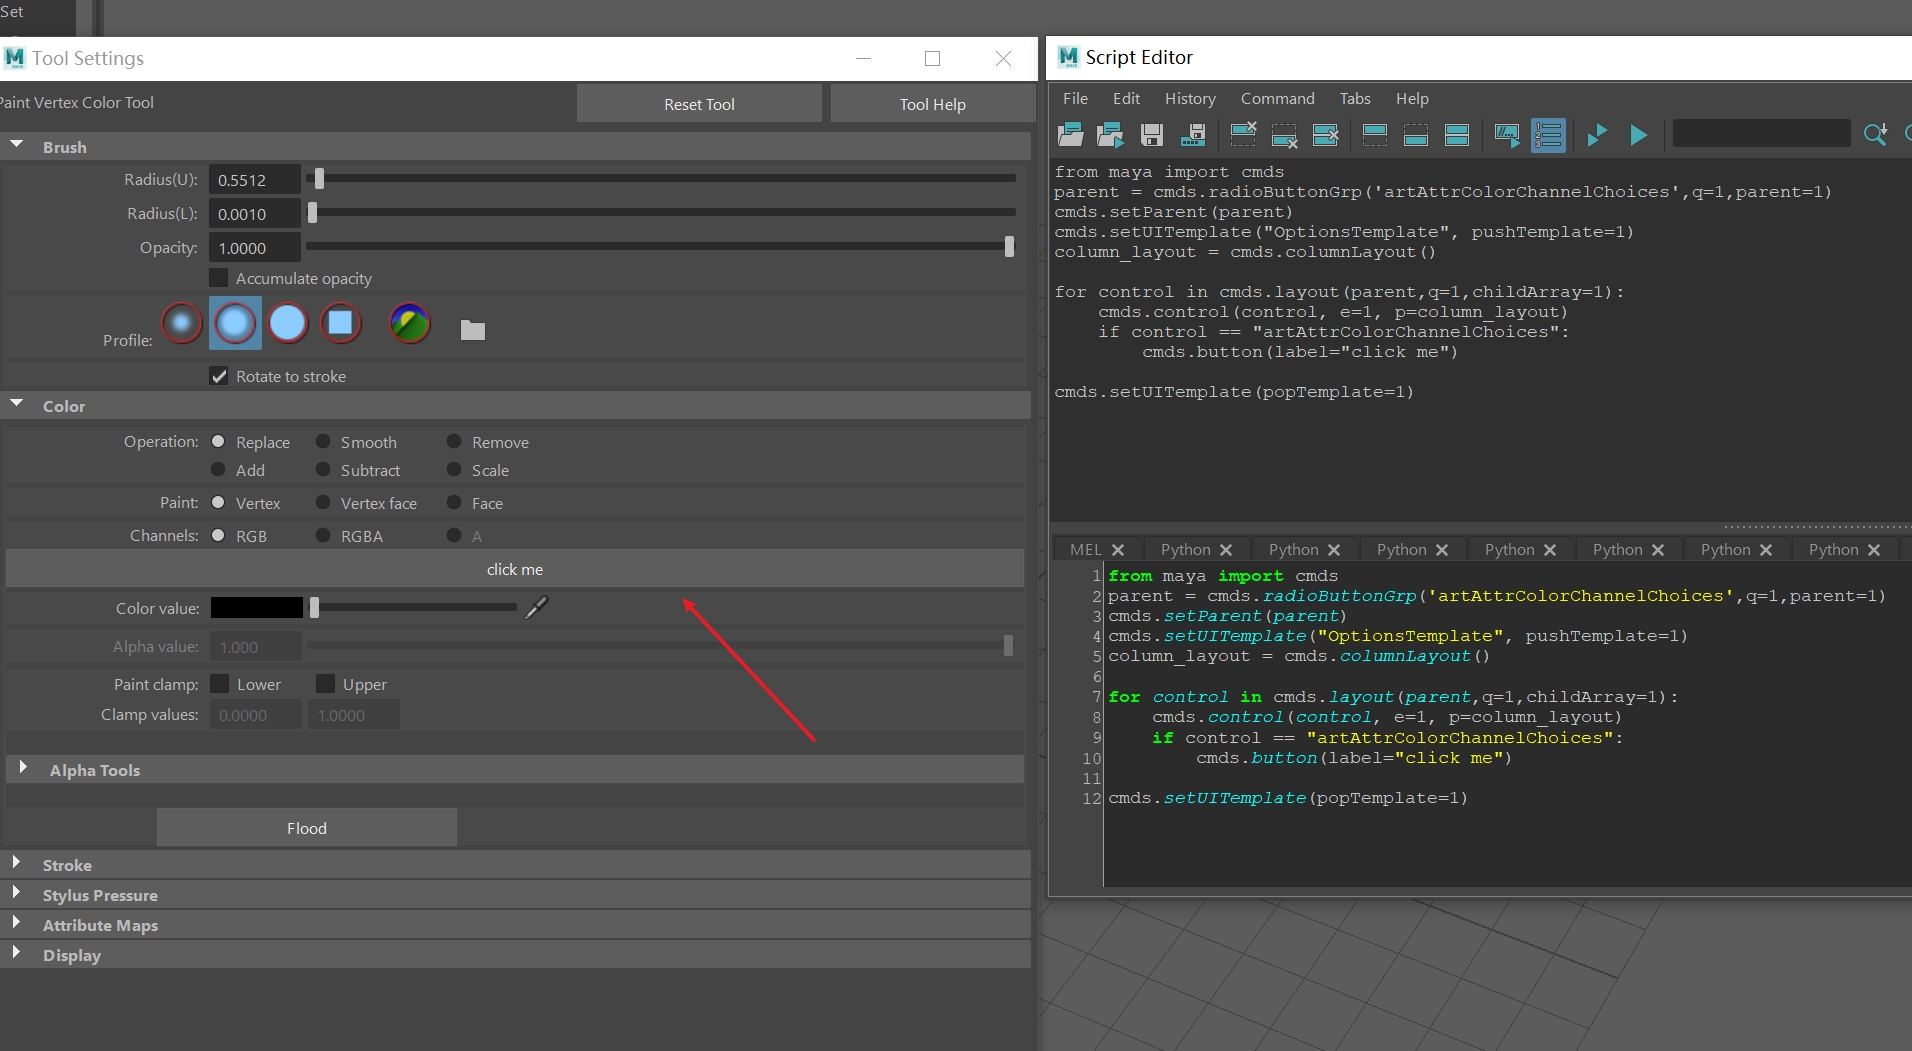 Set
Tool Settings
Paint Vertex Color Tool
Reset Tool
Tool Help
Brush
Radius(U): 0.5512
Radius(L): 0.0010
Opacity: 1.0000
Accumulate opacity
Profile:
Rotate to stroke
Color
Operation: Replace Smooth Remove
Add Subtract Scale
Paint: Vertex Vertex face Face
Channels: RGB RGBA A
click me
Color value:
Alpha value: 1.000
Paint clamp: Lower Upper
Clamp values: 0.0000 1.0000
Alpha Tools
Flood
Stroke
Stylus Pressure
Attribute Maps
Display
Script Editor
File Edit History Command Tabs Help
from maya import cmds
parent = cmds.radioButtonGrp('artAttrColorChannelChoices',q=1,parent=1)
cmds.setParent(parent)
cmds.setUITemplate("OptionsTemplate", pushTemplate=1)
column_layout = cmds.columnLayout()
for control in cmds.layout(parent,q=1,childArray=1):
    cmds.control(control, e=1, p=column_layout)
    if control == "artAttrColorChannelChoices":
        cmds.button(label="click me")
cmds.setUITemplate(popTemplate=1)
MEL Python Python Python Python Python Python Python
1 from maya import cmds
2 parent = cmds.radioButtonGrp('artAttrColorChannelChoices',q=1,parent=1)
3 cmds.setParent(parent)
4 cmds.setUITemplate("OptionsTemplate", pushTemplate=1)
5 column_layout = cmds.columnLayout()
6
7 for control in cmds.layout(parent,q=1,childArray=1):
8     cmds.control(control, e=1, p=column_layout)
9     if control == "artAttrColorChannelChoices":
10         cmds.button(label="click me")
11
12 cmds.setUITemplate(popTemplate=1)